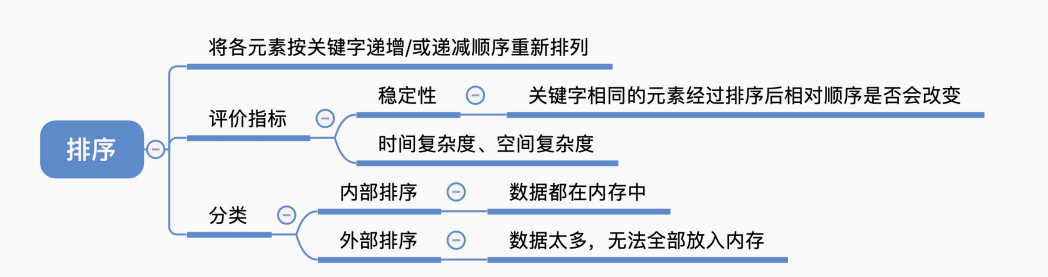 排序
将各元素按关键字递增/或递减顺序重新排列
评价指标
稳定性
关键字相同的元素经过排序后相对顺序是否会改变
时间复杂度、空间复杂度
分类
内部排序
数据都在内存中
外部排序
数据太多，无法全部放入内存